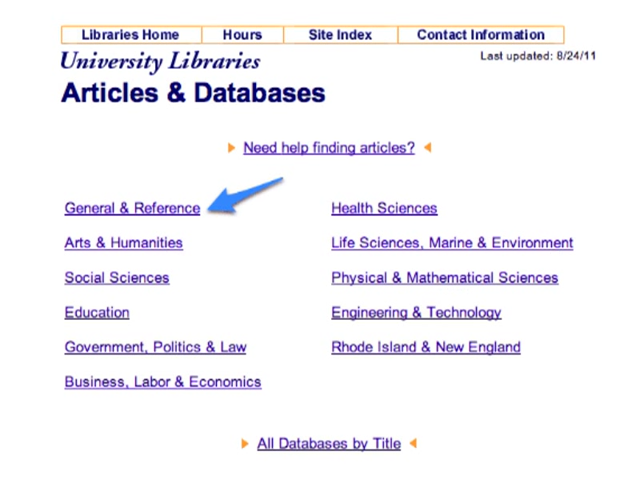 Libraries Home Hours Site Index Contact Information
University Libraries
Last updated: 8/24/11
Articles & Databases
Need help finding articles?
General & Reference
Health Sciences
Arts & Humanities
Life Sciences, Marine & Environment
Social Sciences
Physical & Mathematical Sciences
Education
Engineering & Technology
Government, Politics & Law
Rhode Island & New England
Business, Labor & Economics
All Databases by Title